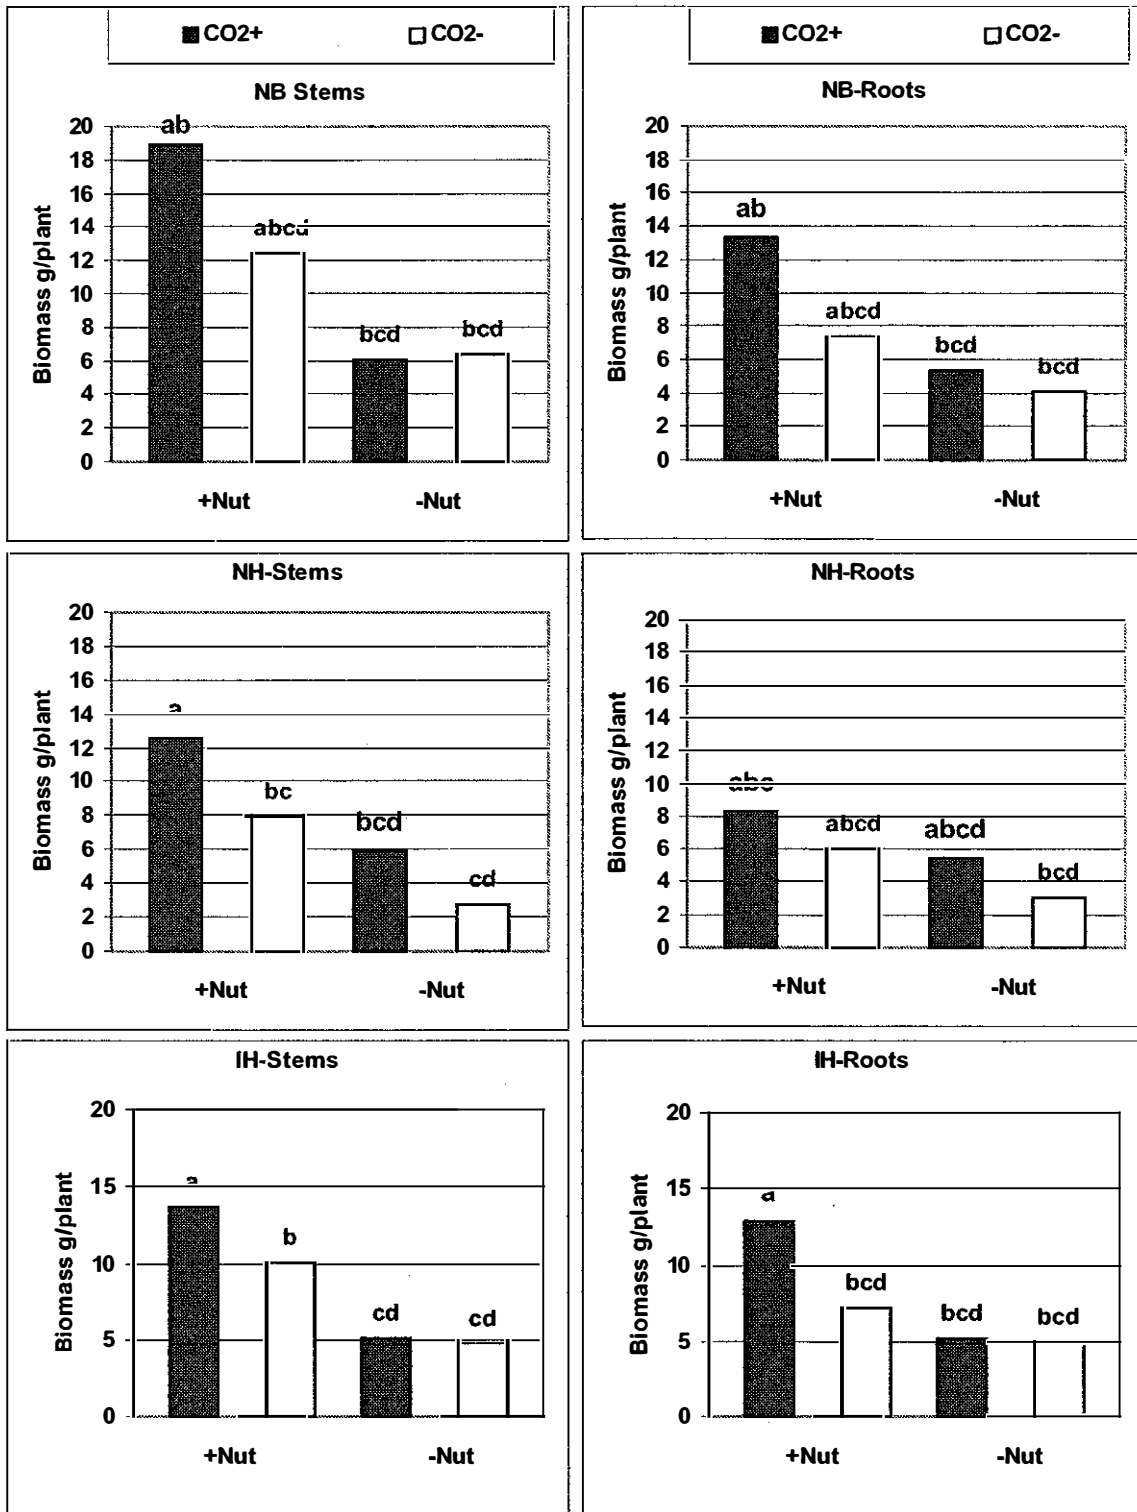 CO2+ CO2-
NB Stems
Biomass g/plant
20
18
16
14
12
10
8
6
4
2
0
ab
abcd
bcd
bcd
+Nut -Nut
CO2+ CO2-
NB-Roots
Biomass g/plant
20
18
16
14
12
10
8
6
4
2
0
ab
abcd
bcd
bcd
+Nut -Nut
NH-Stems
Biomass g/plant
20
18
16
14
12
10
8
6
4
2
0
a
bc
bcd
cd
+Nut -Nut
NH-Roots
Biomass g/plant
20
18
16
14
12
10
8
6
4
2
0
abc
abcd
abcd
bcd
+Nut -Nut
IH-Stems
Biomass g/plant
20
15
10
5
0
a
b
cd
cd
+Nut -Nut
IH-Roots
Biomass g/plant
20
15
10
5
0
a
bcd
bcd
bcd
+Nut -Nut